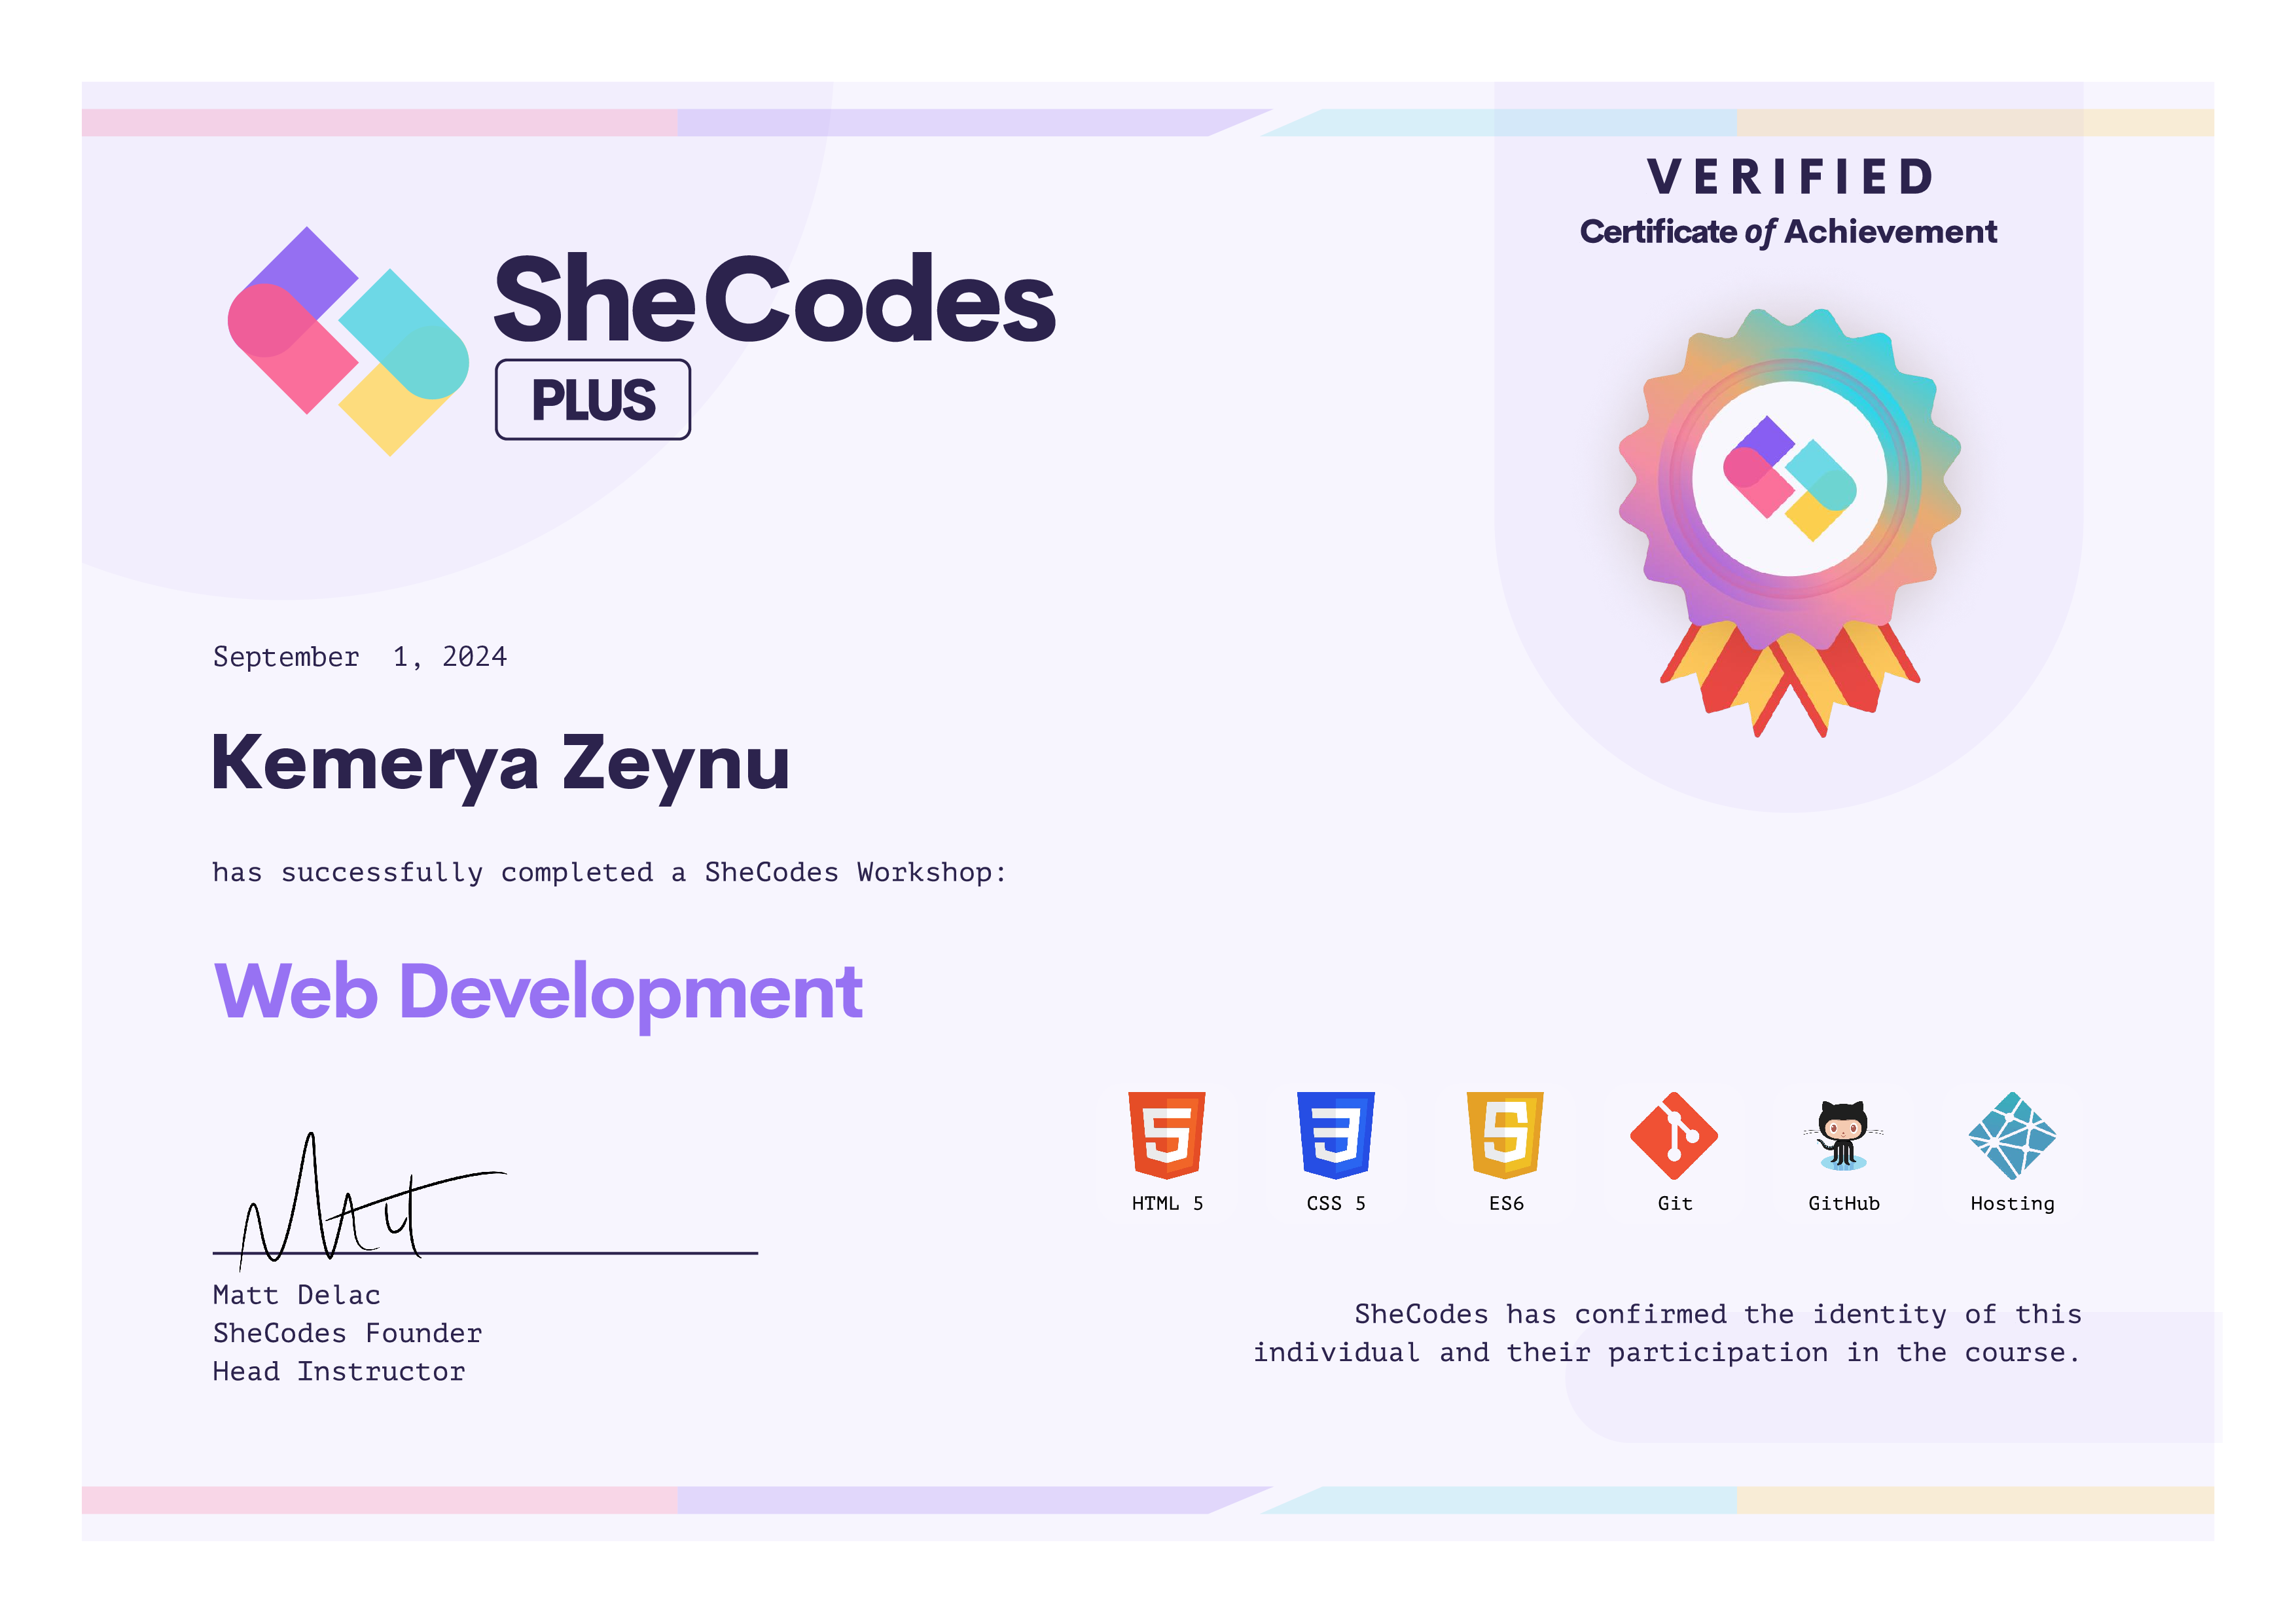 VERIFIED
Certificate of Achievement
SheCodes
PLUS
September 1, 2024
Kemerya Zeynu
has successfully completed a SheCodes Workshop:
Web Development
HTML 5
CSS 5
ES6
Git
GitHub
Hosting
Matt
Matt Delac
SheCodes Founder
Head Instructor
SheCodes has confirmed the identity of this
individual and their participation in the course.